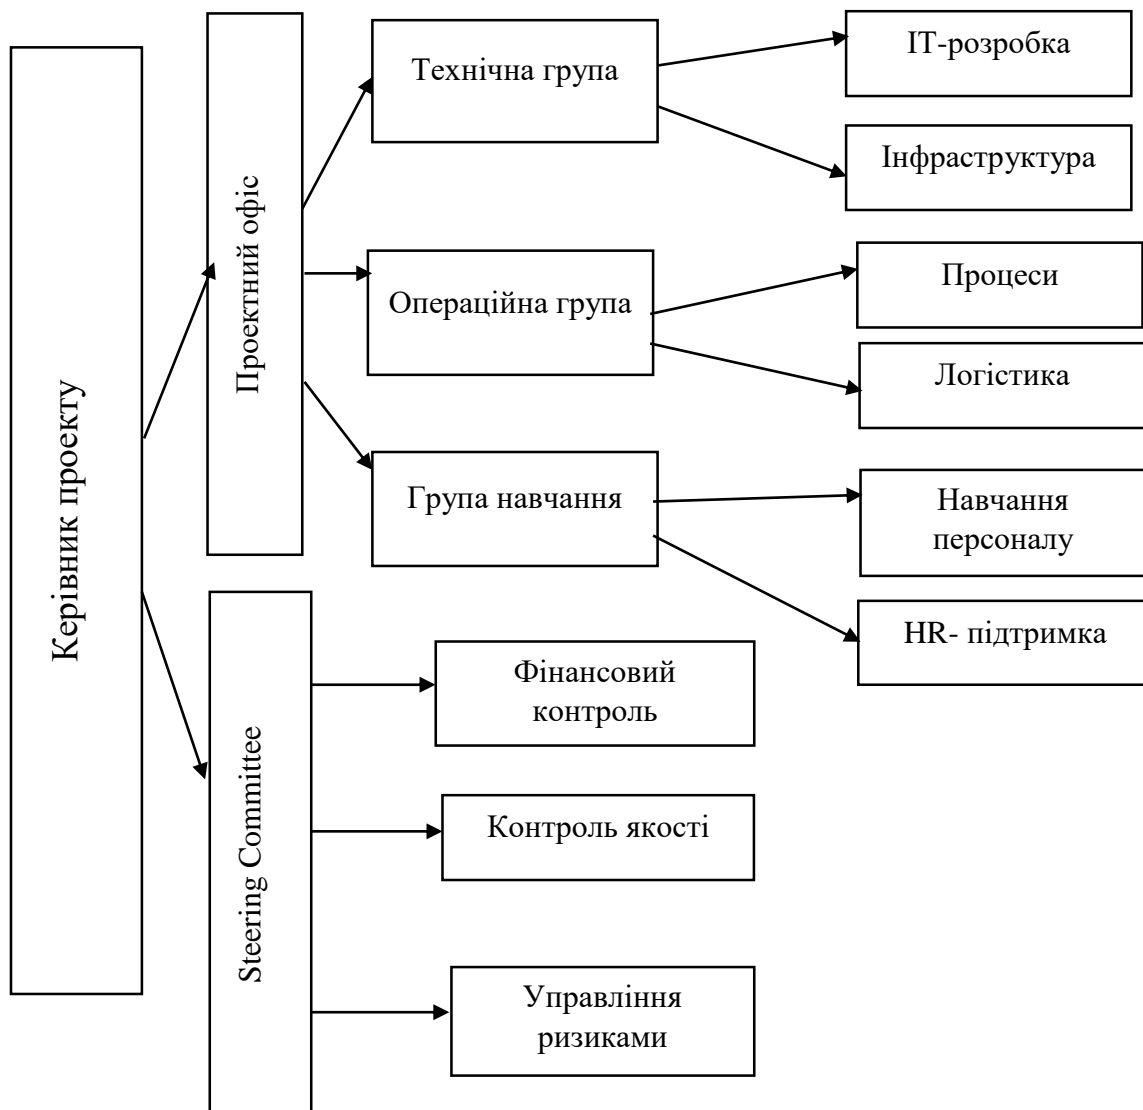 Керівник проекту
Проектний офіс
Технічна група
ІТ-розробка
Інфраструктура
Операційна група
Процеси
Логістика
Група навчання
Навчання
персоналу
HR- підтримка
Steering Committee
Фінансовий
контроль
Контроль якості
Управління
ризиками